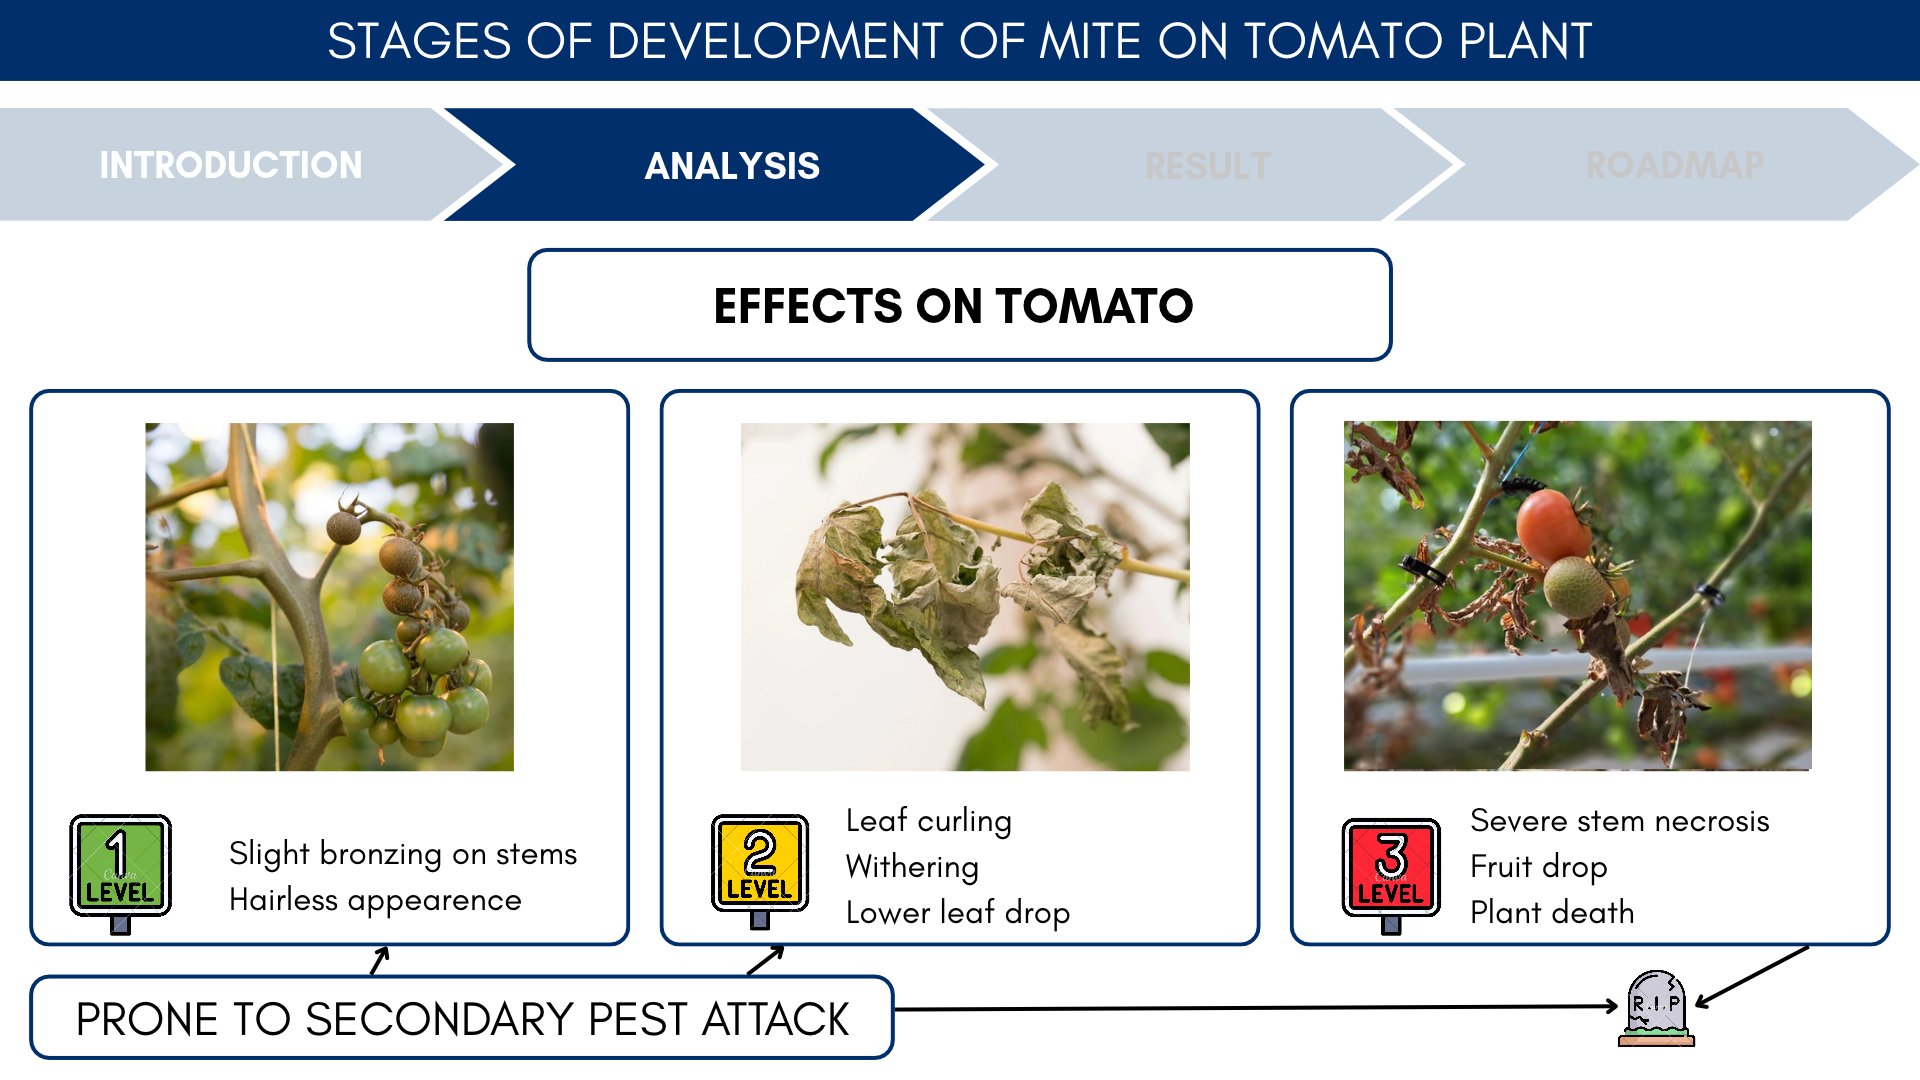 STAGES OF DEVELOPMENT OF MITE ON TOMATO PLANT
INTRODUCTION
ANALYSIS
RESULT
ROADMAP
EFFECTS ON TOMATO
1
LEVEL
Slight bronzing on stems
Hairless appearence
2
LEVEL
Leaf curling
Withering
Lower leaf drop
3
LEVEL
Severe stem necrosis
Fruit drop
Plant death
PRONE TO SECONDARY PEST ATTACK
R.I.P